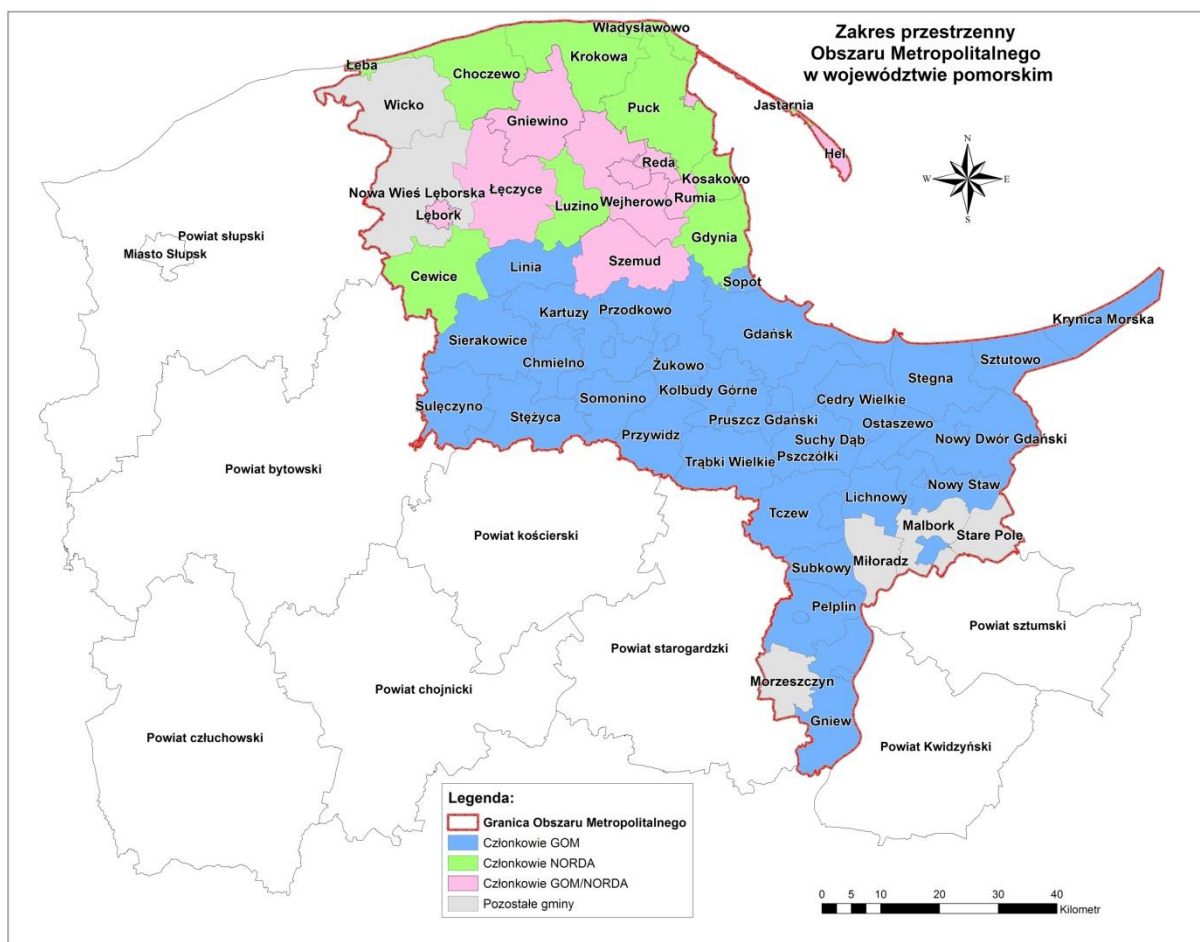 Zakres przestrzenny
Obszaru Metropolitalnego
w województwie pomorskim
Władysławowo
Łeba
Choczewo
Krokowa
Wicko
Puck
Jastarnia
Gniewino
Hel
Reda
Nowa Wieś Lęborska
Łęczyce
Kosakowo
Lębork
Luzino
Wejherowo
Rumia
Powiat słupski
Miasto Słupsk
Gdynia
Cewice
Linia
Szemud
Sopot
Kartuzy
Przodkowo
Krynica Morska
Sierakowice
Gdańsk
Chmielno
Żukowo
Sztutowo
Stegna
Sulęczyno
Stężyca
Somonino
Kolbudy Górne
Cedry Wielkie
Pruszcz Gdański
Ostaszewo
Przywidz
Suchy Dąb
Nowy Dwór Gdański
Trąbki Wielkie
Pszczółki
Powiat bytowski
Lichnowy
Nowy Staw
Tczew
Malbork
Stare Pole
Powiat kościerski
Miłoradz
Subkowy
Pelplin
Powiat sztumski
Powiat starogardzki
Morzeszczyn
Powiat chojnicki
Gniew
Powiat człuchowski
Powiat Kwidzyński
N
W
E
S
Legenda:
Granica Obszaru Metropolitalnego
Członkowie GOM
Członkowie NORDA
Członkowie GOM/NORDA
Pozostałe gminy
0 5 10 20 30 40
Kilometr